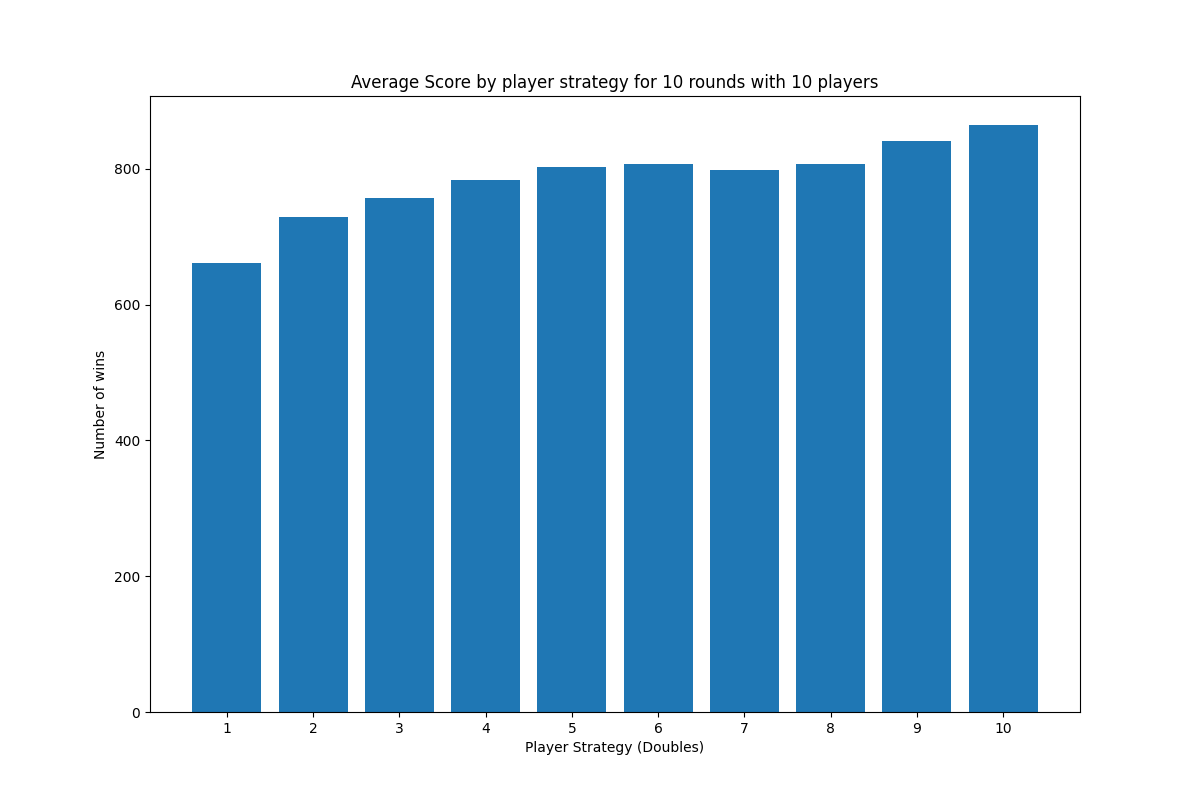 Average Score by player strategy for 10 rounds with 10 players
Number of wins
800
600
400
200
0
1 2 3 4 5 6 7 8 9 10
Player Strategy (Doubles)